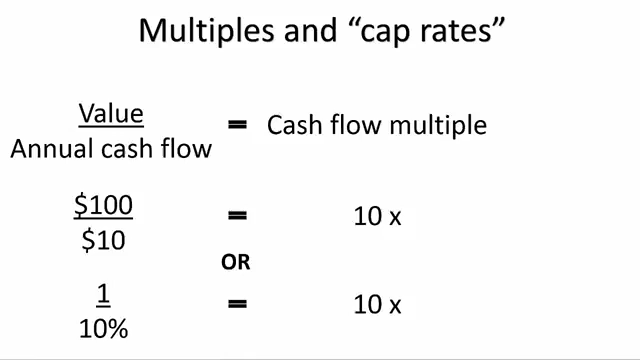 Multiples and “cap rates”
Value
Annual cash flow
= Cash flow multiple
$100
$10
= 10 x
OR
1
10%
= 10 x